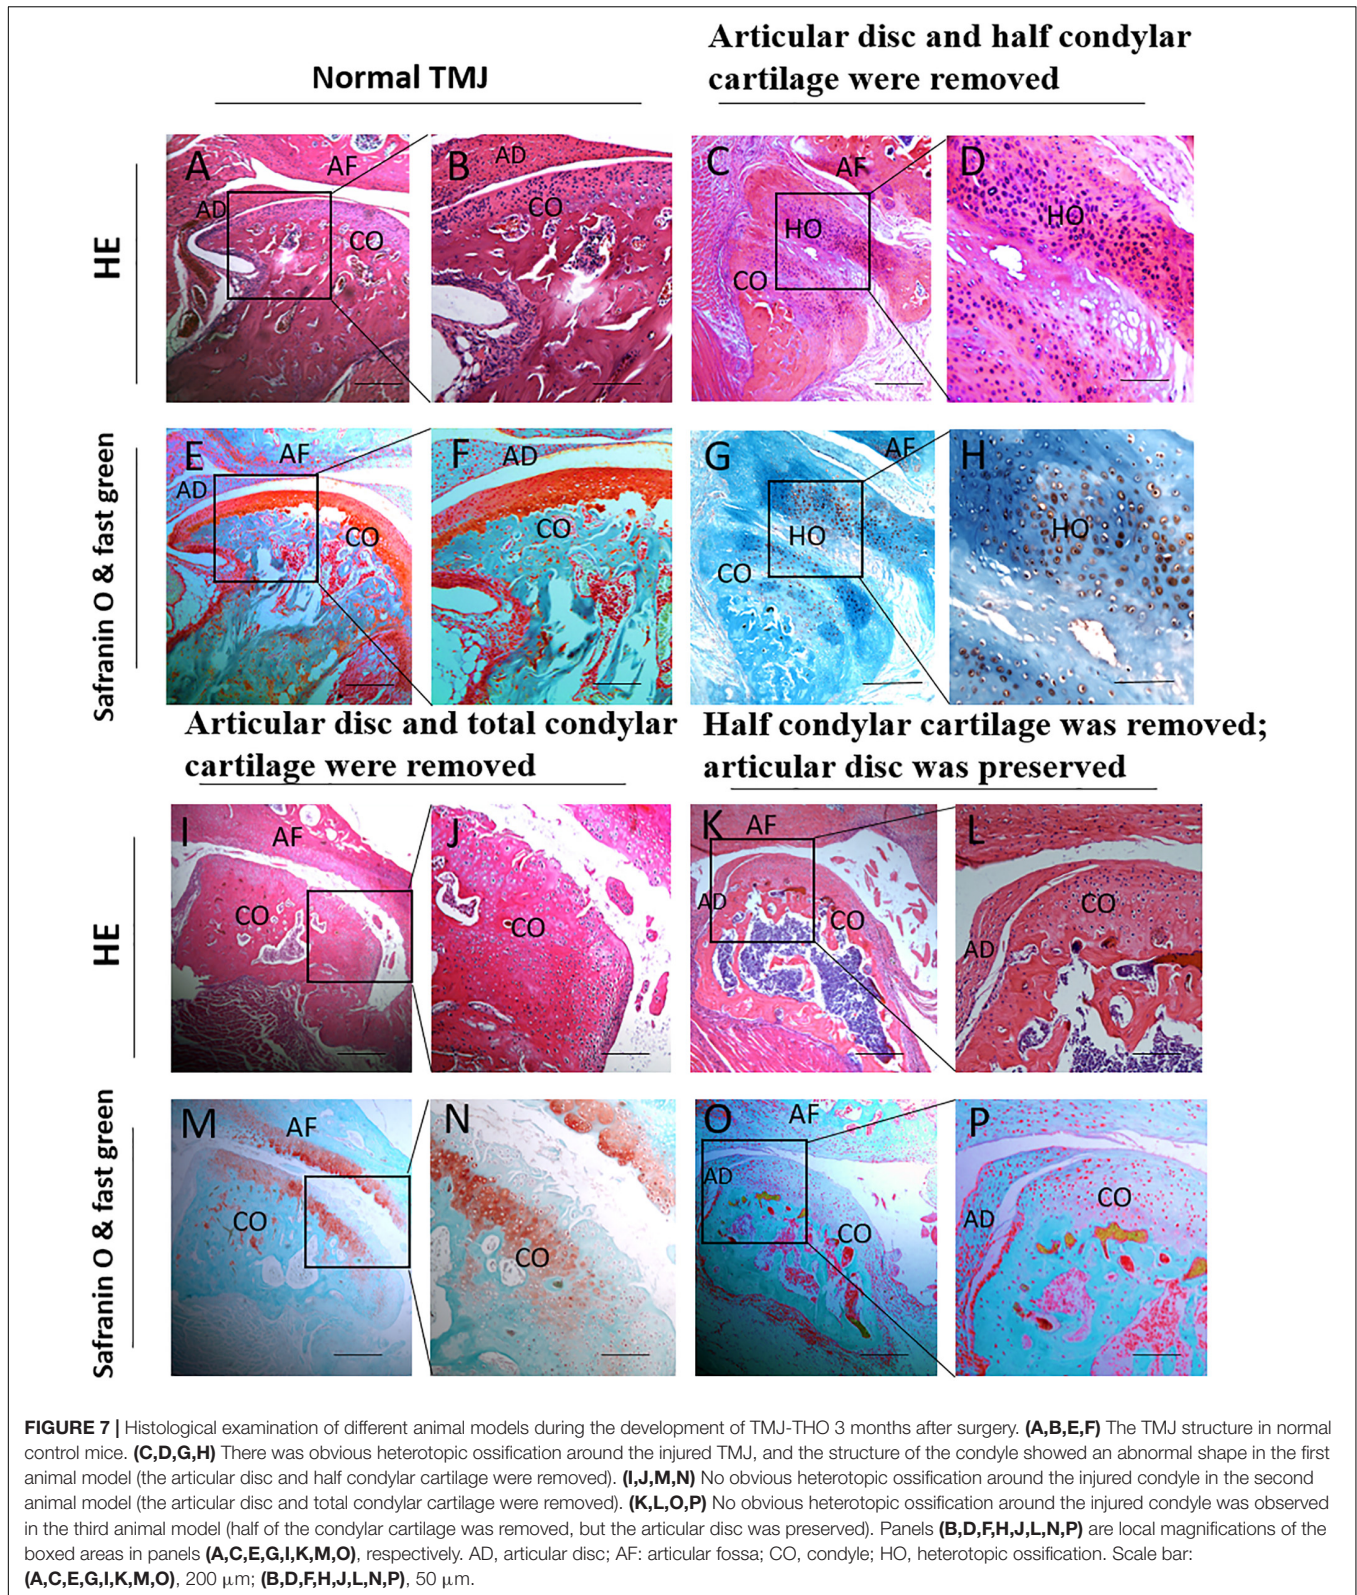 Normal TMJ
Articular disc and half condylar
cartilage were removed
HE
A
AF
AD
CO
B
AD
CO
C
AF
HO
CO
D
HO
Safranin O & fast green
E
AF
AD
CO
F
AD
CO
G
AF
HO
CO
H
HO
Articular disc and total condylar
cartilage were removed
Half condylar cartilage was removed;
articular disc was preserved
HE
I
AF
CO
J
CO
K
AF
AD
CO
L
CO
AD
Safranin O & fast green
M
AF
CO
N
CO
O
AF
AD
CO
P
CO
AD
FIGURE 7 | Histological examination of different animal models during the development of TMJ-THO 3 months after surgery. (A,B,E,F) The TMJ structure in normal
control mice. (C,D,G,H) There was obvious heterotopic ossification around the injured TMJ, and the structure of the condyle showed an abnormal shape in the first
animal model (the articular disc and half condylar cartilage were removed). (I,J,M,N) No obvious heterotopic ossification around the injured condyle in the second
animal model (the articular disc and total condylar cartilage were removed). (K,L,O,P) No obvious heterotopic ossification around the injured condyle was observed
in the third animal model (half of the condylar cartilage was removed, but the articular disc was preserved). Panels (B,D,F,H,J,L,N,P) are local magnifications of the
boxed areas in panels (A,C,E,G,I,K,M,O), respectively. AD, articular disc; AF: articular fossa; CO, condyle; HO, heterotopic ossification. Scale bar:
(A,C,E,G,I,K,M,O), 200 μm; (B,D,F,H,J,L,N,P), 50 μm.